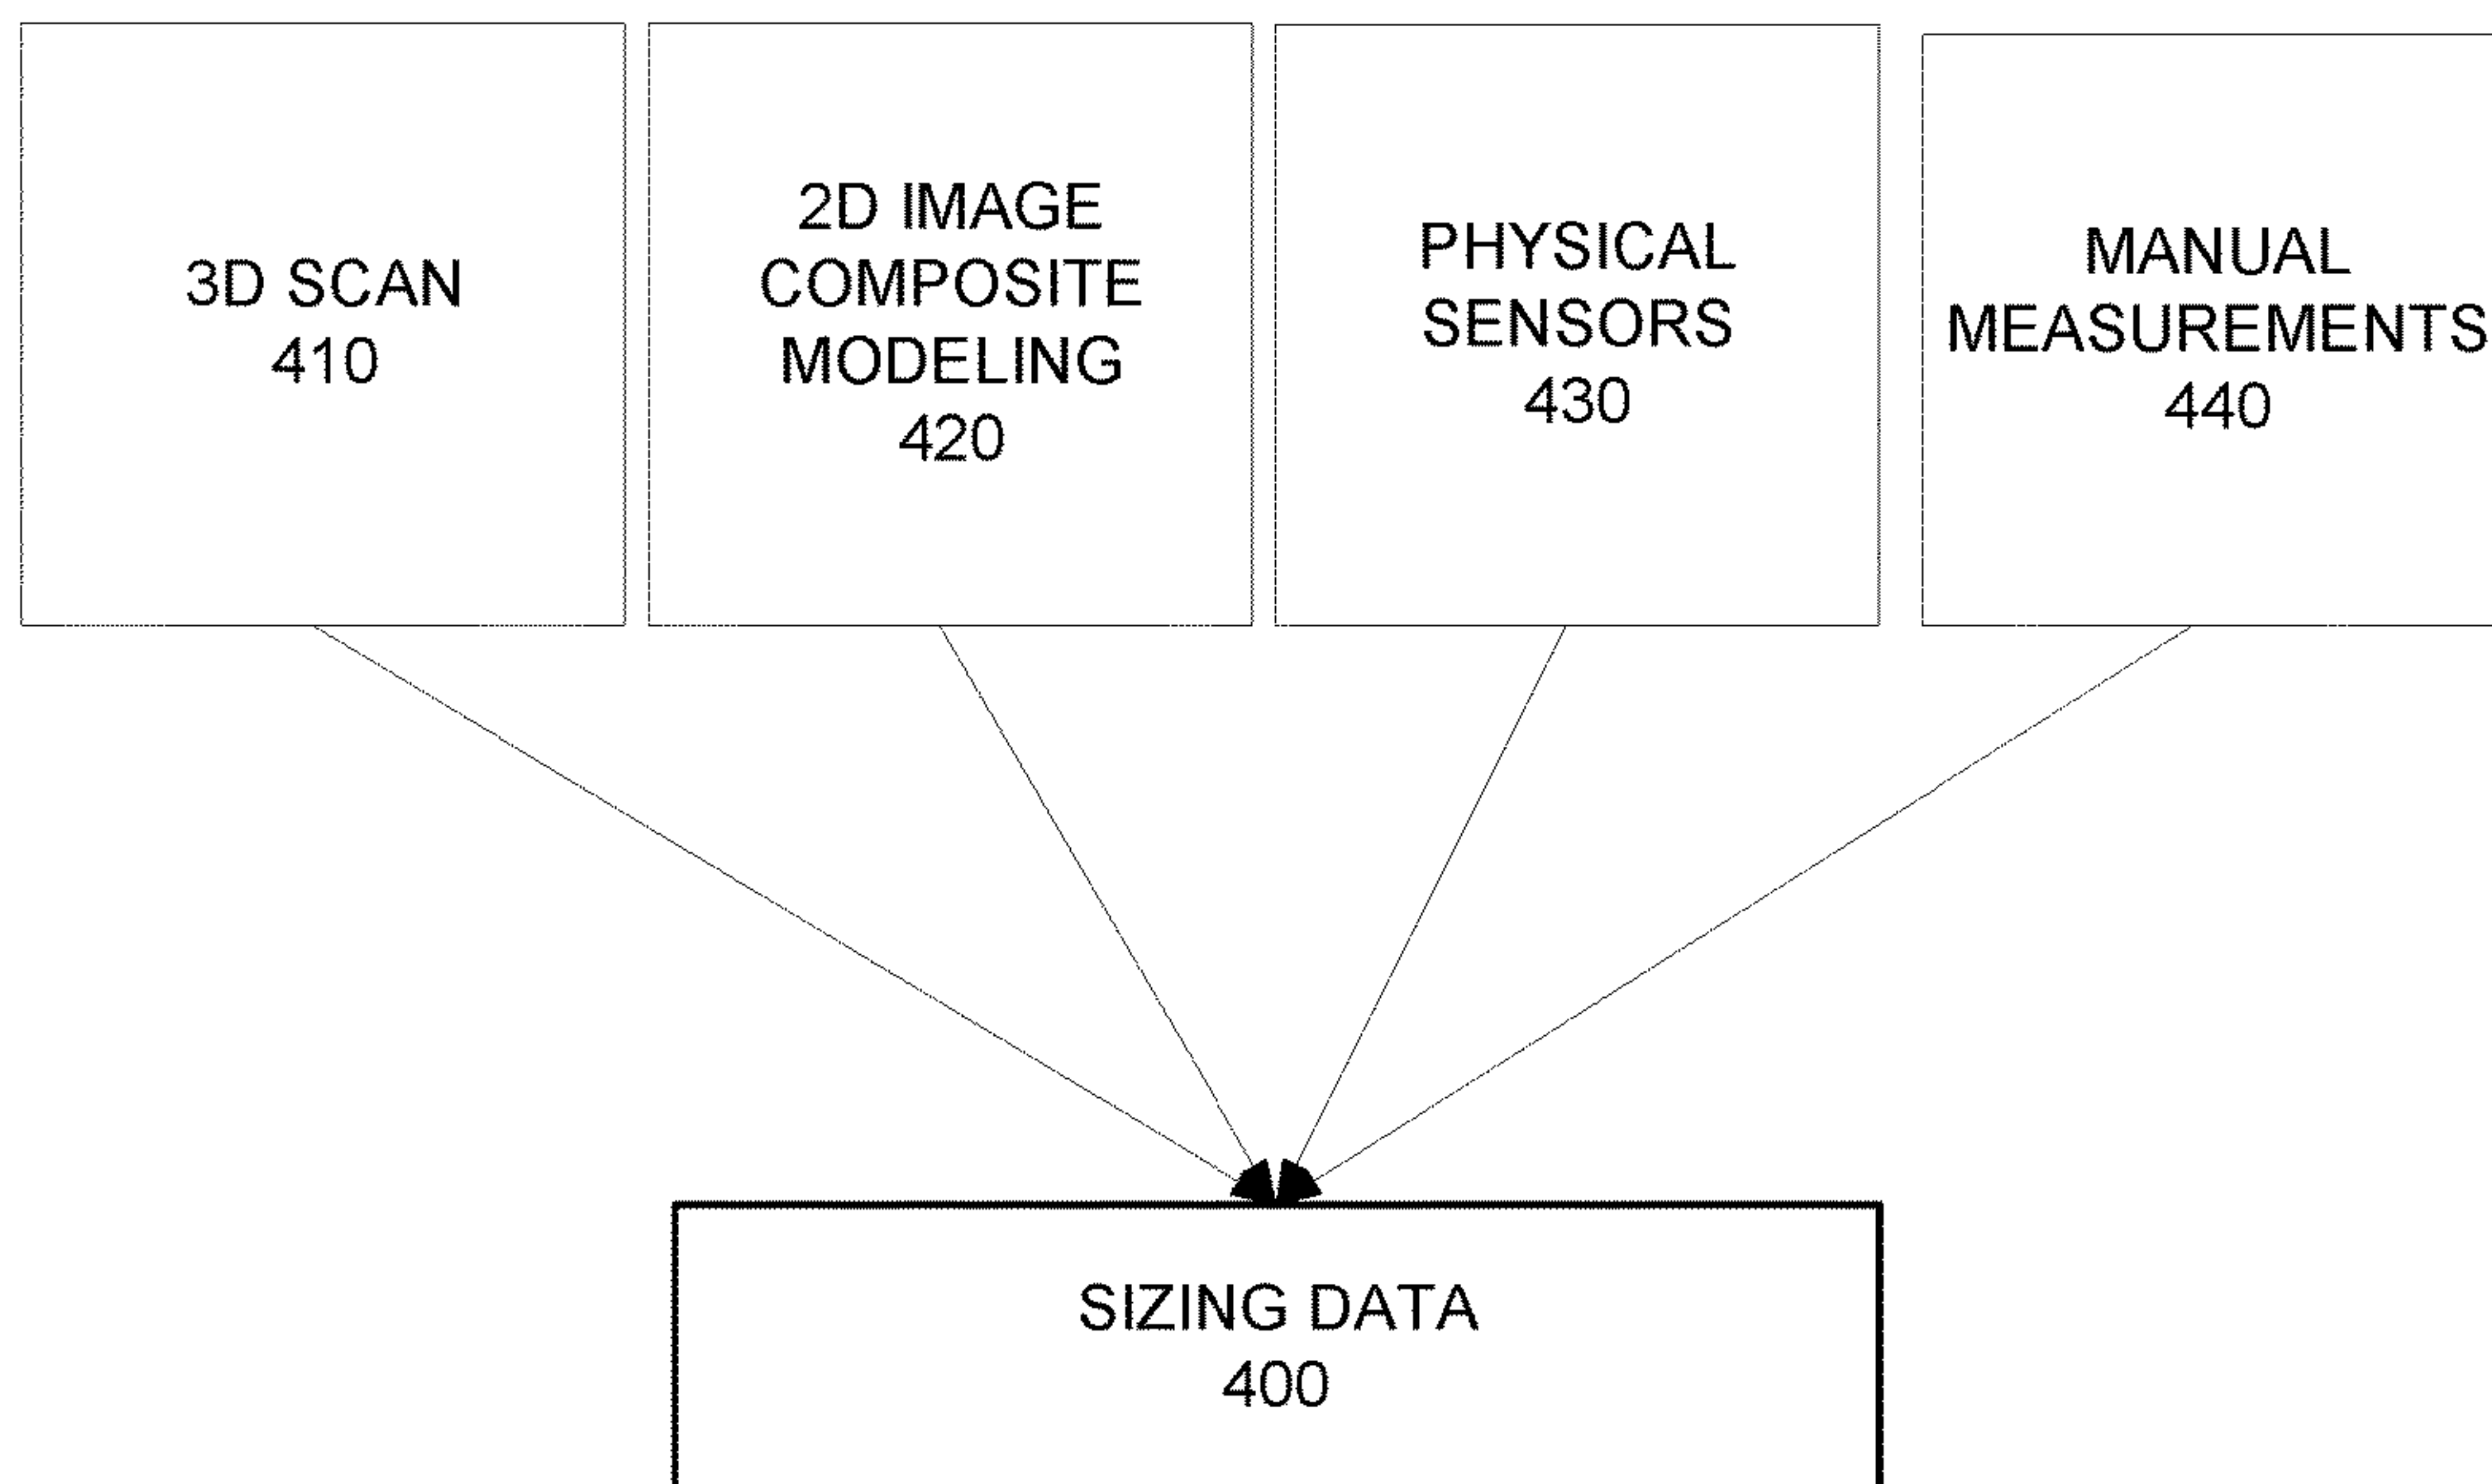 3D SCAN
410
2D IMAGE
COMPOSITE
MODELING
420
PHYSICAL
SENSORS
430
MANUAL
MEASUREMENTS
440
SIZING DATA
400